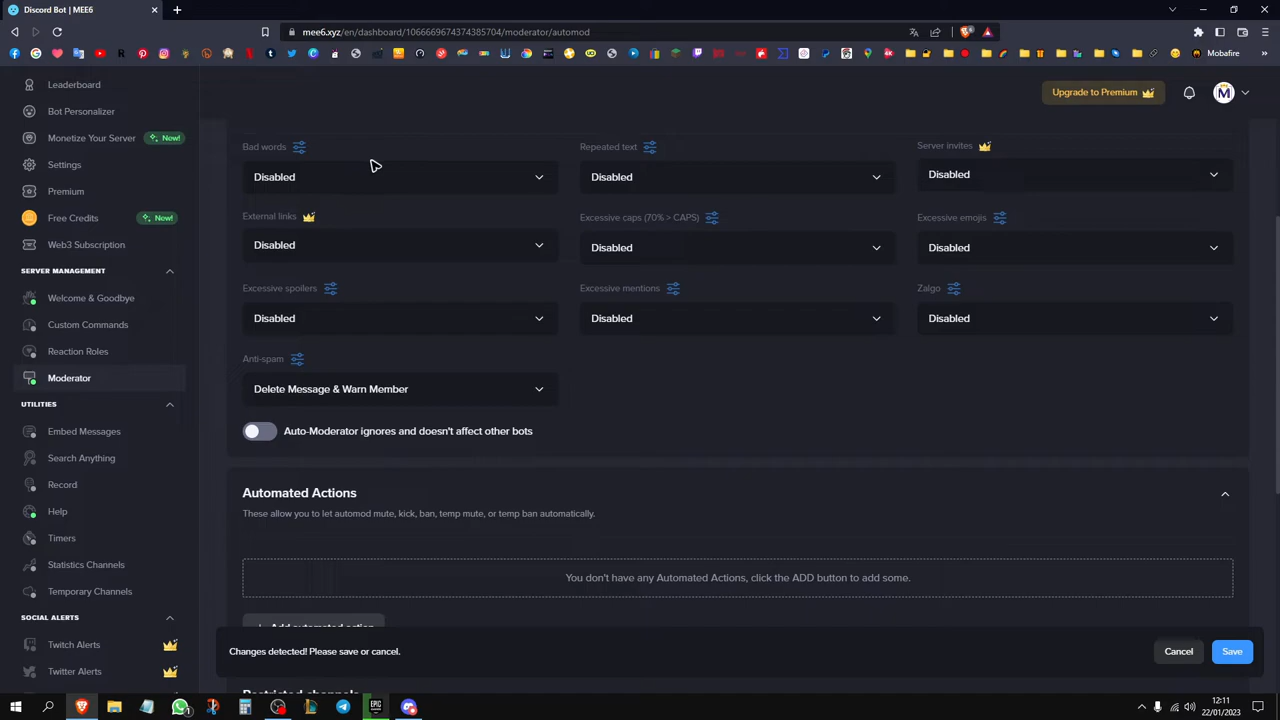 Discord Bot | MEE6
mee6.xyz/en/dashboard/1066669674374385704/moderator/automod
Mobafire
Leaderboard
Bot Personalizer
Monetize Your Server
New!
Settings
Premium
Free Credits
New!
Web3 Subscription
SERVER MANAGEMENT
Welcome & Goodbye
Custom Commands
Reaction Roles
Moderator
UTILITIES
Embed Messages
Search Anything
Record
Help
Timers
Statistics Channels
Temporary Channels
SOCIAL ALERTS
Twitch Alerts
Twitter Alerts
Upgrade to Premium
M
Bad words
Disabled
Repeated text
Disabled
Server invites
Disabled
External links
Disabled
Excessive caps (70% > CAPS)
Disabled
Excessive emojis
Disabled
Excessive spoilers
Disabled
Excessive mentions
Disabled
Zalgo
Disabled
Anti-spam
Delete Message & Warn Member
Auto-Moderator ignores and doesn't affect other bots
Automated Actions
These allow you to let automod mute, kick, ban, temp mute, or temp ban automatically.
You don't have any Automated Actions, click the ADD button to add some.
Add automated action
Changes detected! Please save or cancel.
Cancel
Save
Restricted channels
12:11
22/01/2023